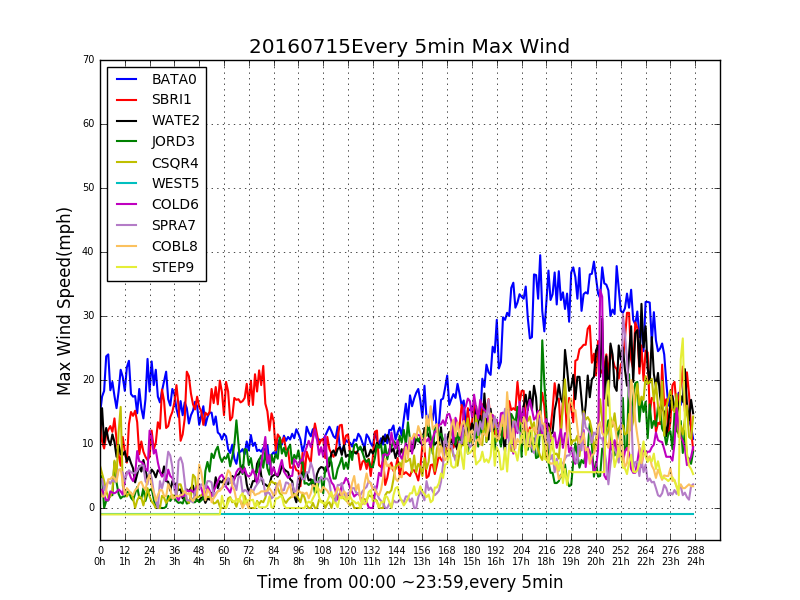 20160715Every 5min Max Wind
70
60
50
40
30
20
10
0
Max Wind Speed(mph)
BATA0
SBRI1
WATE2
JORD3
CSQR4
WEST5
COLD6
SPRA7
COBL8
STEP9
0 12 24 36 48 60 72 84 96 108 120 132 144 156 168 180 192 204 216 228 240 252 264 276 288
0h 1h 2h 3h 4h 5h 6h 7h 8h 9h 10h 11h 12h 13h 14h 15h 16h 17h 18h 19h 20h 21h 22h 23h 24h
Time from 00:00 ~23:59,every 5min